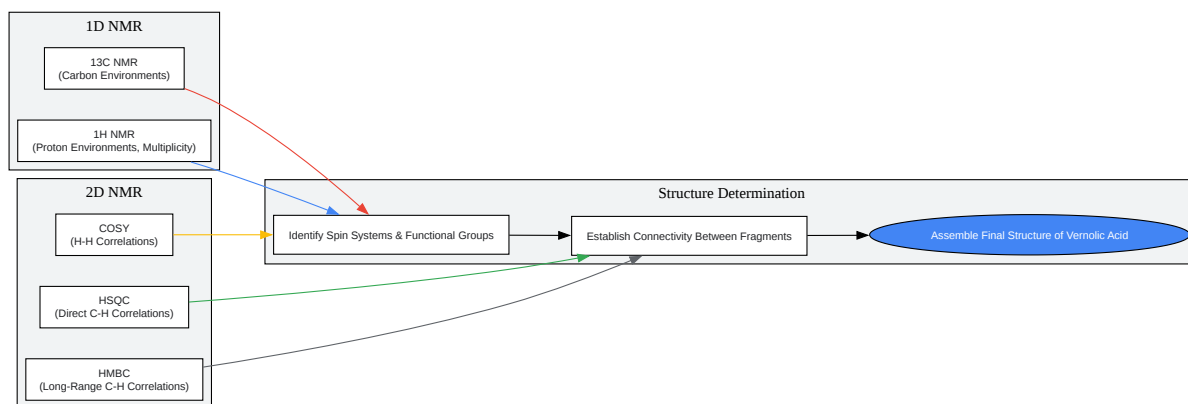 1D NMR
13C NMR
(Carbon Environments)
1H NMR
(Proton Environments, Multiplicity)
2D NMR
COSY
(H-H Correlations)
HSQC
(Direct C-H Correlations)
HMBC
(Long-Range C-H Correlations)
Structure Determination
Identify Spin Systems & Functional Groups
Establish Connectivity Between Fragments
Assemble Final Structure of Vernolic Acid